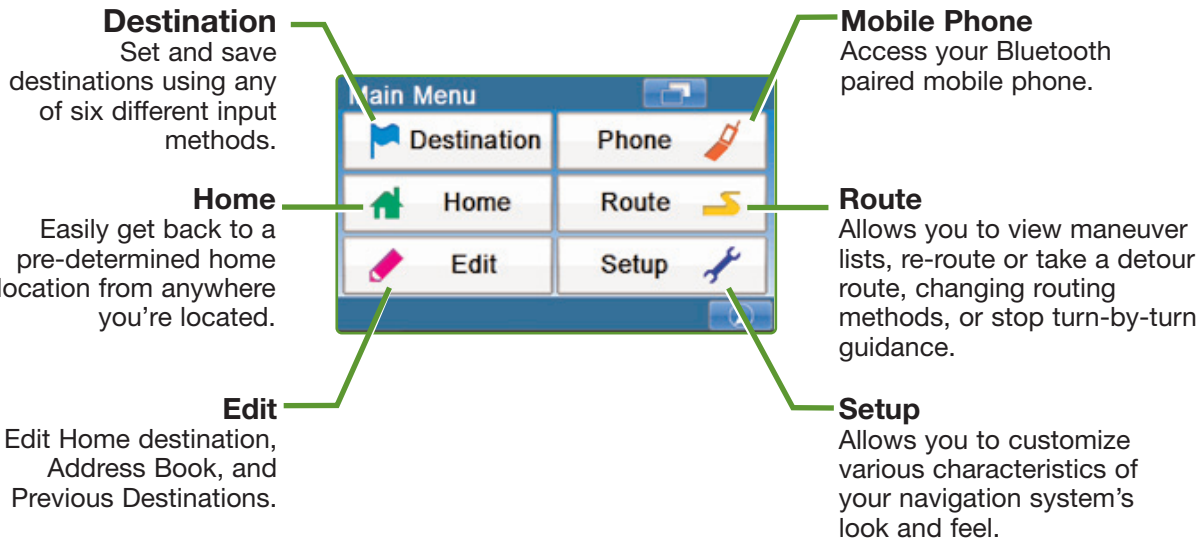 Destination
Set and save
destinations using any
of six different input
methods.
Home
Easily get back to a
pre-determined home
location from anywhere
you're located.
Edit
Edit Home destination,
Address Book, and
Previous Destinations.
Main Menu
Destination
Phone
Home
Route
Edit
Setup
Mobile Phone
Access your Bluetooth
paired mobile phone.
Route
Allows you to view maneuver
lists, re-route or take a detour
route, changing routing
methods, or stop turn-by-turn
guidance.
Setup
Allows you to customize
various characteristics of
your navigation system's
look and feel.